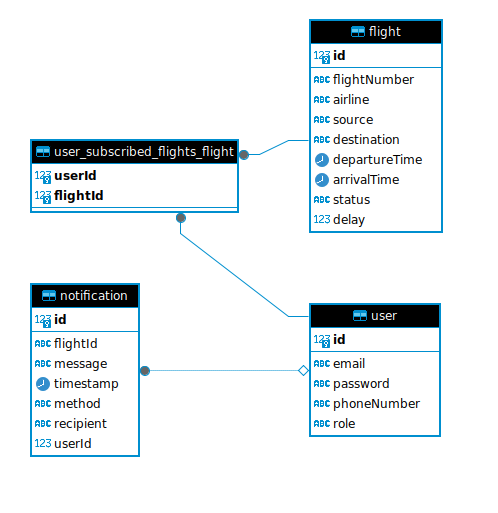 flight
123 id
ABC flightNumber
ABC airline
ABC source
ABC destination
departureTime
arrivalTime
ABC status
123 delay
user_subscribed_flights_flight
123 userId
123 flightId
notification
123 id
ABC flightId
ABC message
timestamp
ABC method
ABC recipient
123 userId
user
123 id
ABC email
ABC password
ABC phoneNumber
ABC role